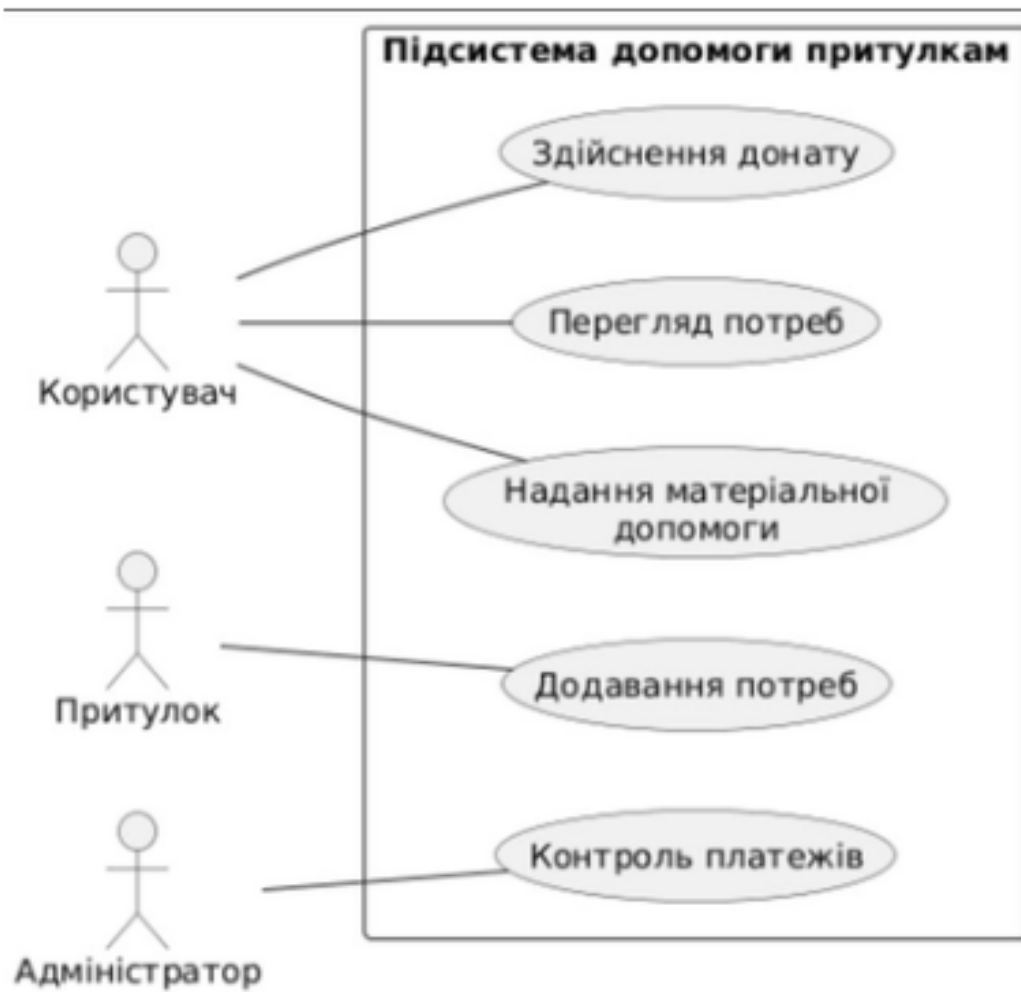 Підсистема допомоги притулкам
Здійснення донату
Перегляд потреб
Користувач
Надання матеріальної
допомоги
Додавання потреб
Притулок
Контроль платежів
Адміністратор